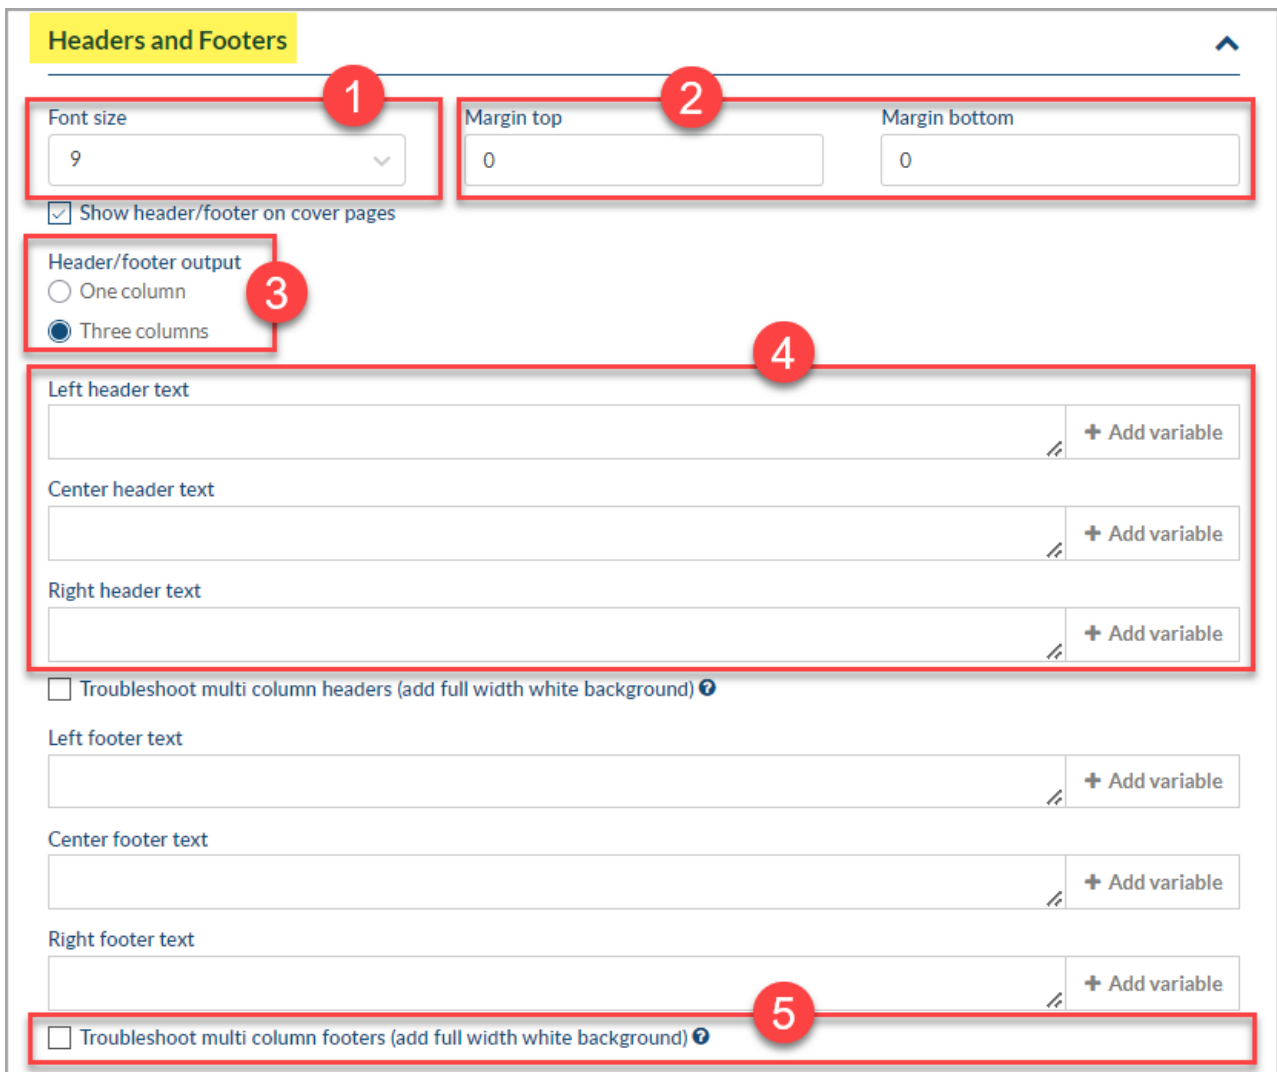 Headers and Footers
1
2
Font size
Margin top
Margin bottom
9
0
0
Show header/footer on cover pages
Header/footer output
One column
3
Three columns
4
Left header text
+ Add variable
Center header text
+ Add variable
Right header text
+ Add variable
Troubleshoot multi column headers (add full width white background) ?
Left footer text
+ Add variable
Center footer text
+ Add variable
Right footer text
+ Add variable
5
Troubleshoot multi column footers (add full width white background) ?